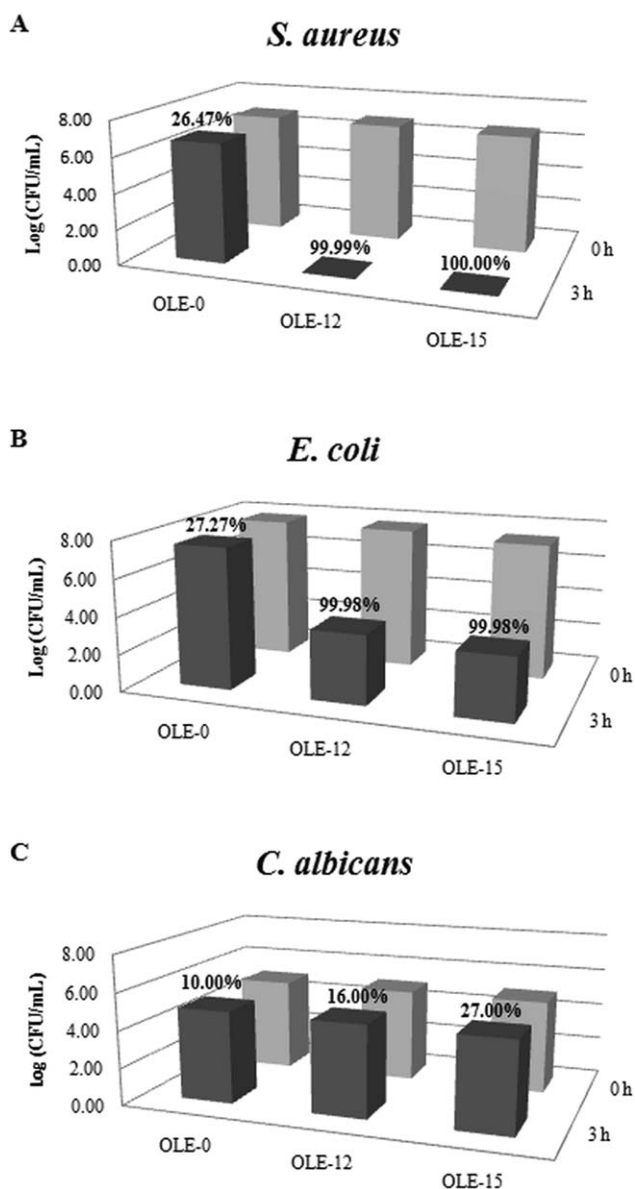 A
S. aureus
8.00
6.00
4.00
2.00
0.00
Log (CFU/mL)
26.47%
99.99%
100.00%
OLE-0
OLE-12
OLE-15
0 h
3 h
B
E. coli
8.00
6.00
4.00
2.00
0.00
Log (CFU/mL)
27.27%
99.98%
99.98%
OLE-0
OLE-12
OLE-15
0 h
3 h
C
C. albicans
8.00
6.00
4.00
2.00
0.00
Log (CFU/mL)
10.00%
16.00%
27.00%
OLE-0
OLE-12
OLE-15
0 h
3 h